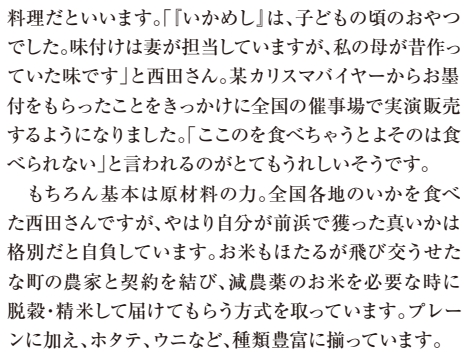 料理だといいます。「『いかめし』は、子どもの頃のおやつ
でした。味付けは妻が担当していますが、私の母が昔作っ
ていた味です」と西田さん。某カリスマバイヤーからお墨
付をもらったことをきっかけに全国の催事場で実演販売
するようになりました。「ここのを食べちゃうとよそのは食
べられない」と言われるのがとてもうれしいそうです。
　もちろん基本は原材料の力。全国各地のいかを食べ
た西田さんですが、やはり自分が前浜で獲った真いかは
格別だと自負しています。お米もほたるが飛び交うせた
な町の農家と契約を結び、減農薬のお米を必要な時に
脱穀・精米して届けてもらう方式を取っています。プレー
ンに加え、ホタテ、ウニなど、種類豊富に揃っています。